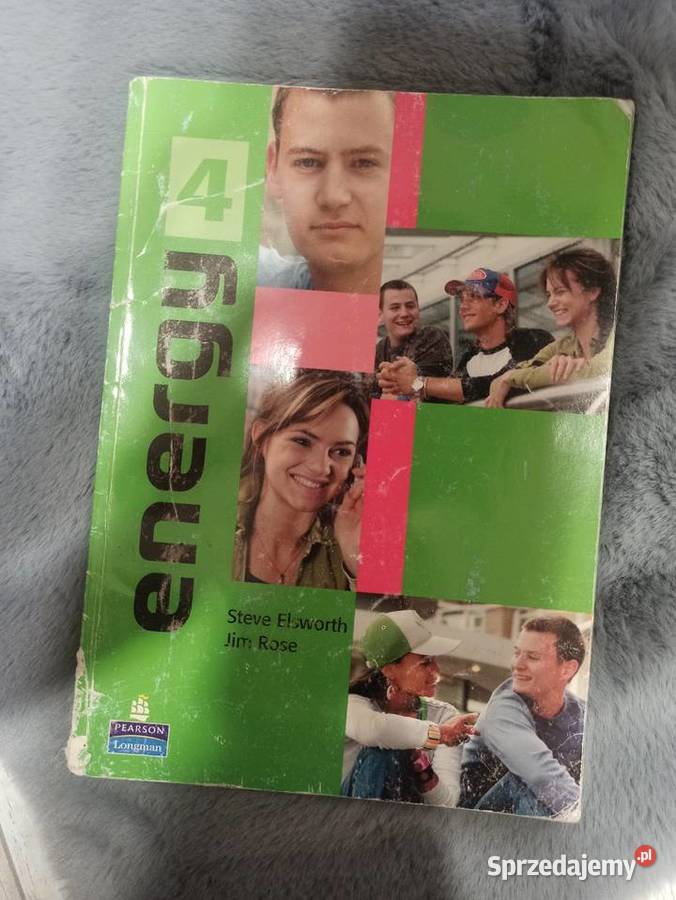 energy 4
Steve Elsworth
Jim Rose
PEARSON
Longman
Sprzedajemy.pl